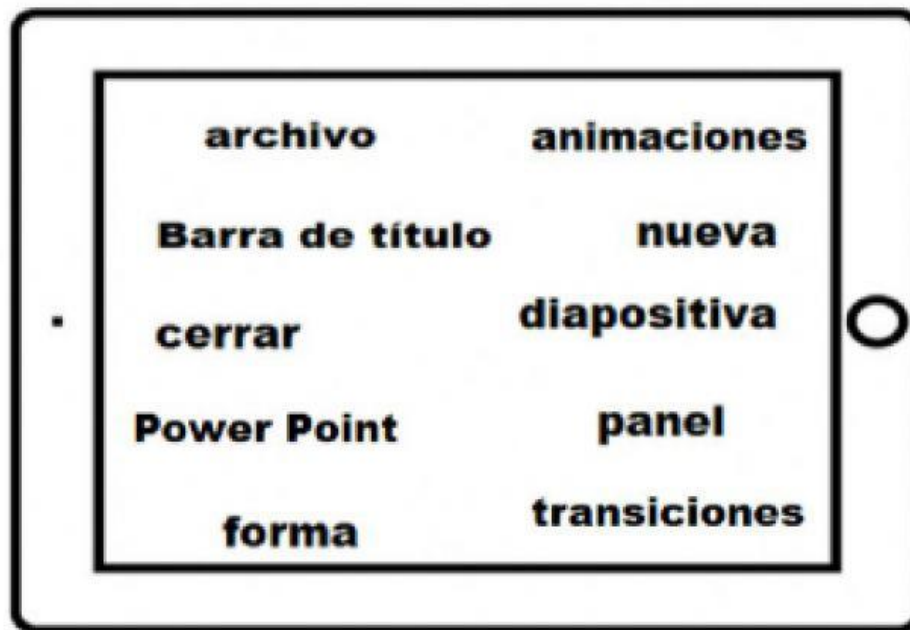 archivo
animaciones
Barra de título
nueva
cerrar
diapositiva
Power Point
panel
forma
transiciones